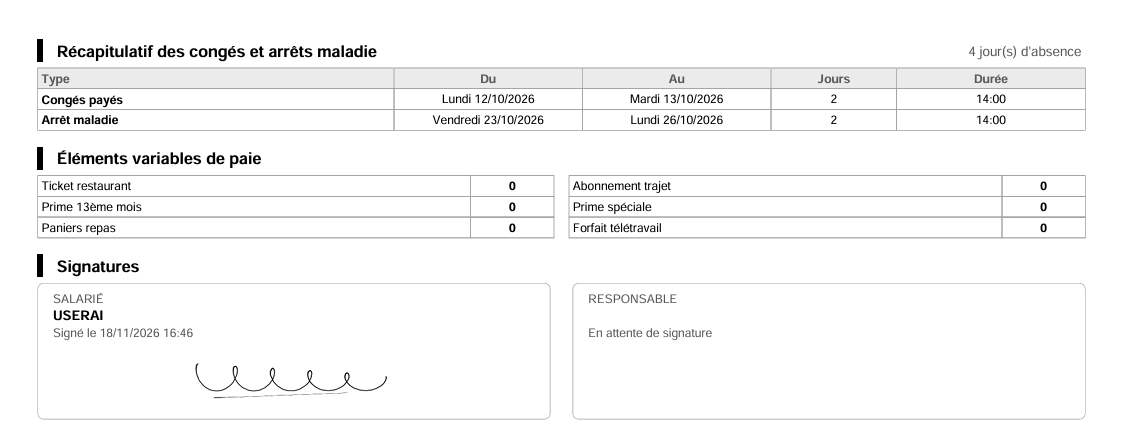 Récapitulatif des congés et arrêts maladie 4 jour(s) d'absence
Type Du Au Jours Durée
Congés payés Lundi 12/10/2026 Mardi 13/10/2026 2 14:00
Arrêt maladie Vendredi 23/10/2026 Lundi 26/10/2026 2 14:00
Éléments variables de paie
Ticket restaurant 0 Abonnement trajet 0
Prime 13ème mois 0 Prime spéciale 0
Paniers repas 0 Forfait télétravail 0
Signatures
SALARIÉ
USERAI
Signé le 18/11/2026 16:46
RESPONSABLE
En attente de signature